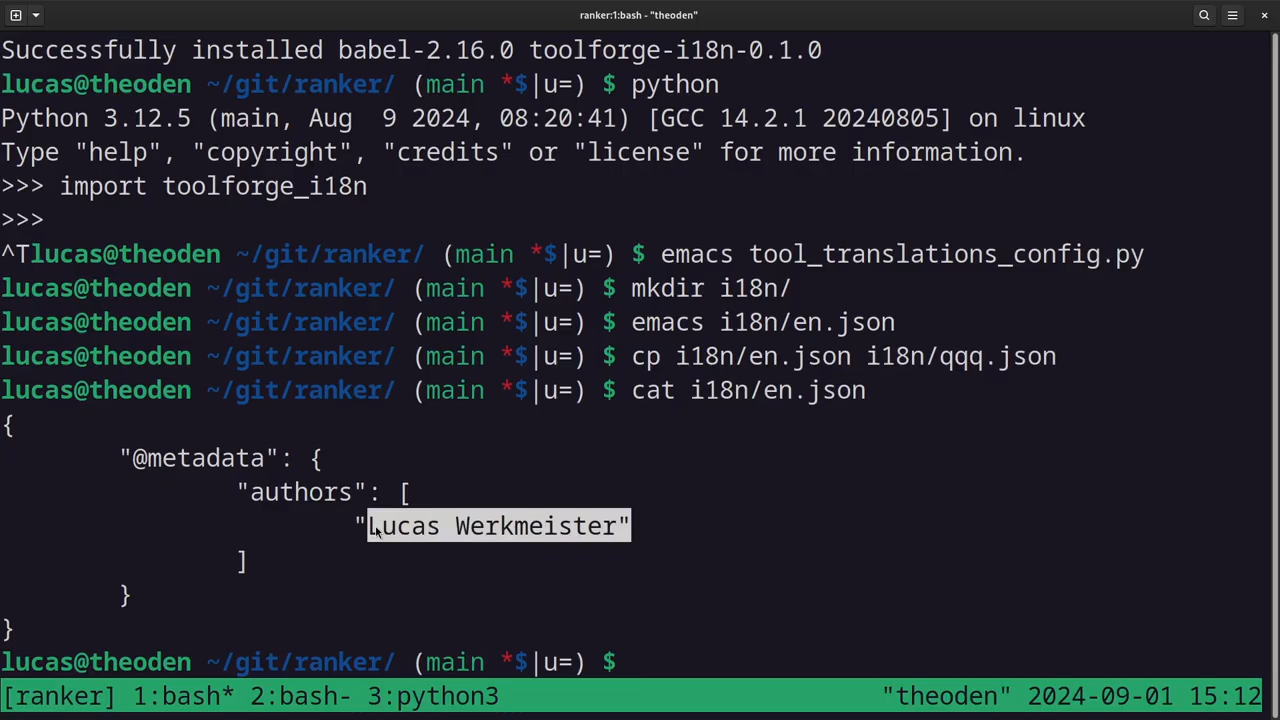 ranker:1:bash - "theoden"
Successfully installed babel-2.16.0 toolforge-i18n-0.1.0
lucas@theoden ~/git/ranker/ (main *$|u=) $ python
Python 3.12.5 (main, Aug  9 2024, 08:20:41) [GCC 14.2.1 20240805] on linux
Type "help", "copyright", "credits" or "license" for more information.
>>> import toolforge_i18n
>>>
^Tlucas@theoden ~/git/ranker/ (main *$|u=) $ emacs tool_translations_config.py
lucas@theoden ~/git/ranker/ (main *$|u=) $ mkdir i18n/
lucas@theoden ~/git/ranker/ (main *$|u=) $ emacs i18n/en.json
lucas@theoden ~/git/ranker/ (main *$|u=) $ cp i18n/en.json i18n/qqq.json
lucas@theoden ~/git/ranker/ (main *$|u=) $ cat i18n/en.json
{
        "@metadata": {
                "authors": [
                        "Lucas Werkmeister"
                ]
        }
}
lucas@theoden ~/git/ranker/ (main *$|u=) $
[ranker] 1:bash* 2:bash- 3:python3 "theoden" 2024-09-01 15:12